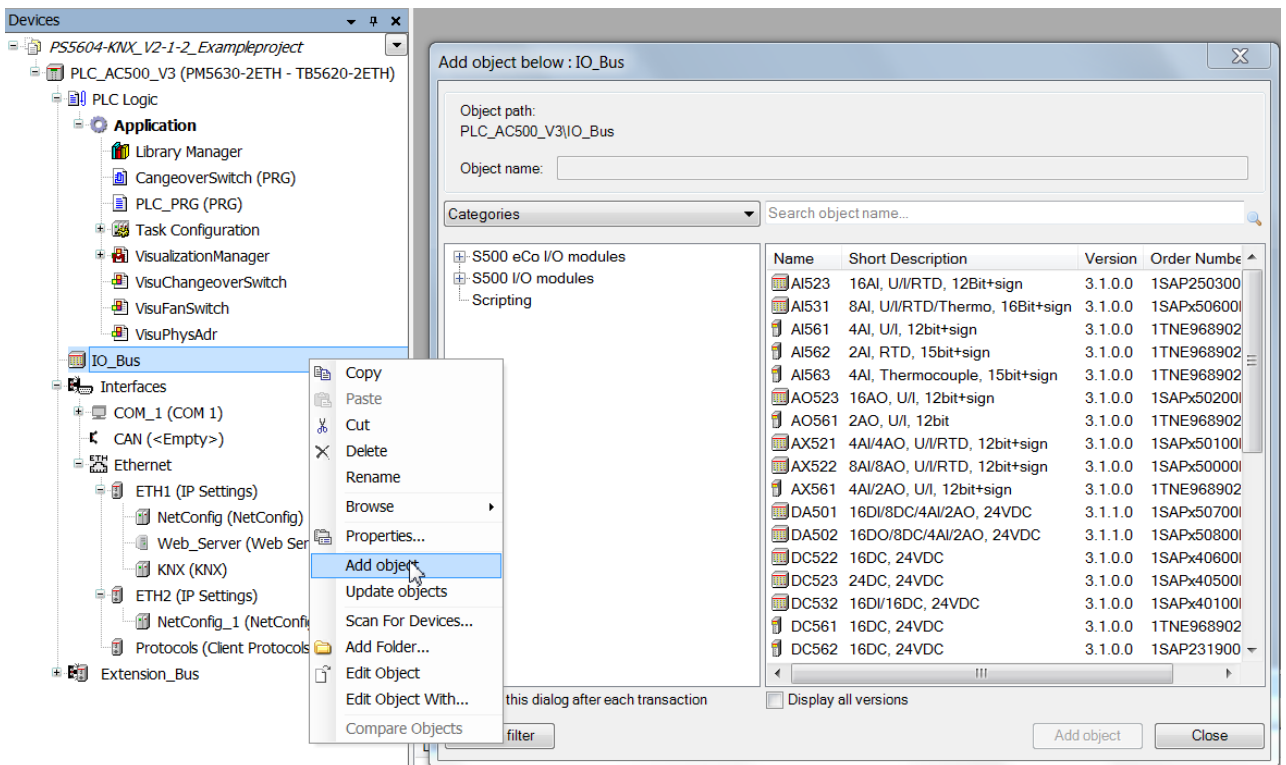 Devices
PS5604-KNX_V2-1-2_Exampleproject
PLC_AC500_V3 (PM5630-2ETH - TB5620-2ETH)
PLC Logic
Application
Library Manager
CangeoverSwitch (PRG)
PLC_PRG (PRG)
Task Configuration
VisualizationManager
VisuChangeoverSwitch
VisuFanSwitch
VisuPhysAdr
IO_Bus
Interfaces
COM_1 (COM 1)
CAN (<Empty>)
Ethernet
ETH1 (IP Settings)
NetConfig (NetConfig)
Web_Server (Web Ser
KNX (KNX)
ETH2 (IP Settings)
NetConfig_1 (NetConfi
Protocols (Client Protocols
Extension_Bus
Copy
Paste
Cut
Delete
Rename
Browse
Properties...
Add object
Update objects
Scan For Devices...
Add Folder...
Edit Object
Edit Object With...
Compare Objects
Add object below : IO_Bus
Object path:
PLC_AC500_V3\IO_Bus
Object name:
Categories
Search object name...
S500 eCo I/O modules
S500 I/O modules
Scripting
Name Short Description Version Order Numbe
AI523 16AI, U/I/RTD, 12Bit+sign 3.1.0.0 1SAP250300
AI531 8AI, U/I/RTD/Thermo, 16Bit+sign 3.1.0.0 1SAPx50600
AI561 4AI, U/I, 12bit+sign 3.1.0.0 1TNE968902
AI562 2AI, RTD, 15bit+sign 3.1.0.0 1TNE968902
AI563 4AI, Thermocouple, 15bit+sign 3.1.0.0 1TNE968902
AO523 16AO, U/I, 12bit+sign 3.1.0.0 1SAPx50200
AO561 2AO, U/I, 12bit 3.1.0.0 1TNE968902
AX521 4AI/4AO, U/I/RTD, 12bit+sign 3.1.0.0 1SAPx50100
AX522 8AI/8AO, U/I/RTD, 12bit+sign 3.1.0.0 1SAPx50000
AX561 4AI/2AO, U/I, 12bit+sign 3.1.0.0 1TNE968902
DA501 16DI/8DC/4AI/2AO, 24VDC 3.1.1.0 1SAPx50700
DA502 16DO/8DC/4AI/2AO, 24VDC 3.1.1.0 1SAPx50800
DC522 16DC, 24VDC 3.1.0.0 1SAPx40600
DC523 24DC, 24VDC 3.1.0.0 1SAPx40500
DC532 16DI/16DC, 24VDC 3.1.0.0 1SAPx40100
DC561 16DC, 24VDC 3.1.0.0 1TNE968902
DC562 16DC, 24VDC 3.1.0.0 1SAP231900
this dialog after each transaction
Display all versions
filter
Add object
Close